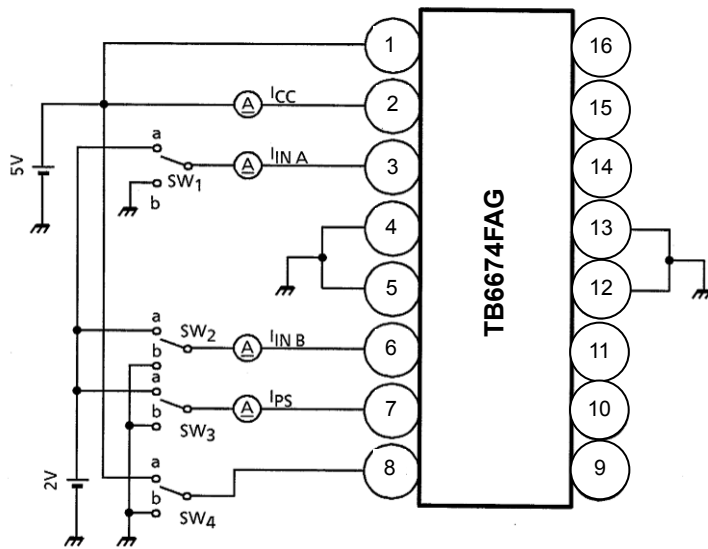 1
16
A
ICC
2
15
5V
a
A
IIN A
3
14
SW1
b
4
13
TB6674FAG
5
12
a
SW2
A
IIN B
6
11
b
a
A
IPS
7
10
b
SW3
2V
a
8
9
b
SW4